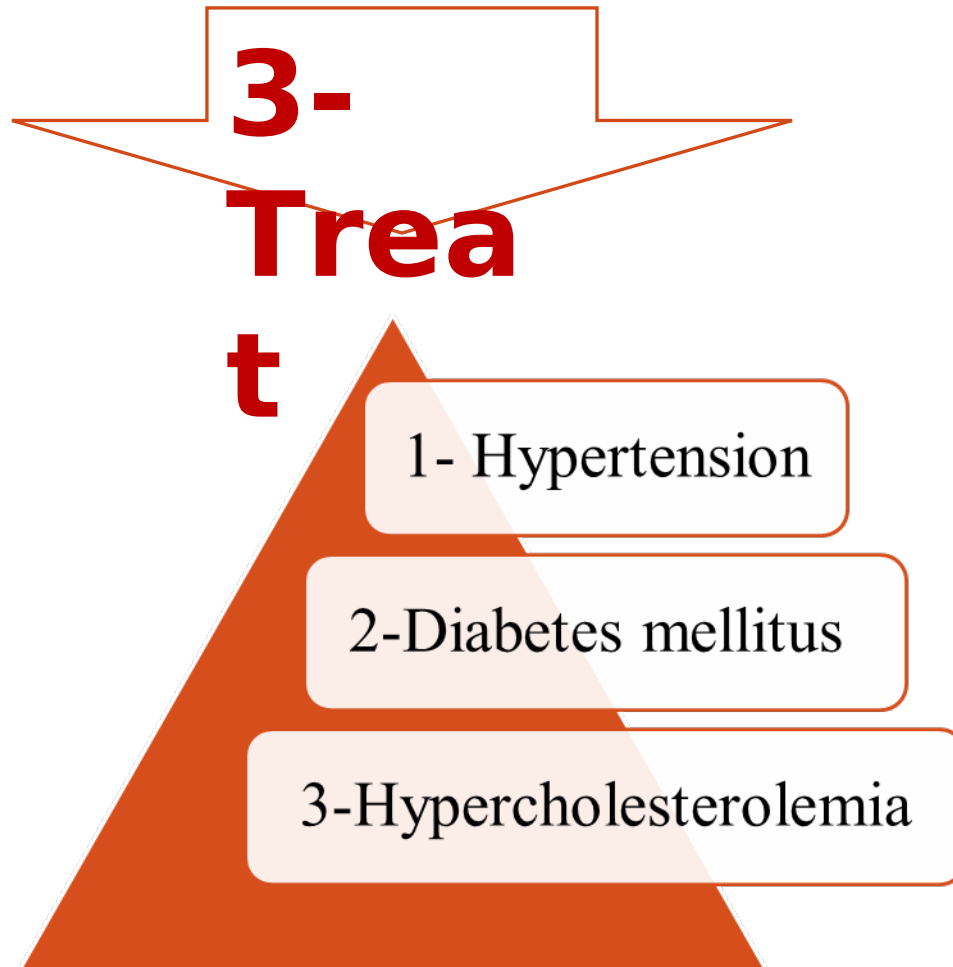 3-
Trea
t
1- Hypertension
2-Diabetes mellitus
3-Hypercholesterolemia